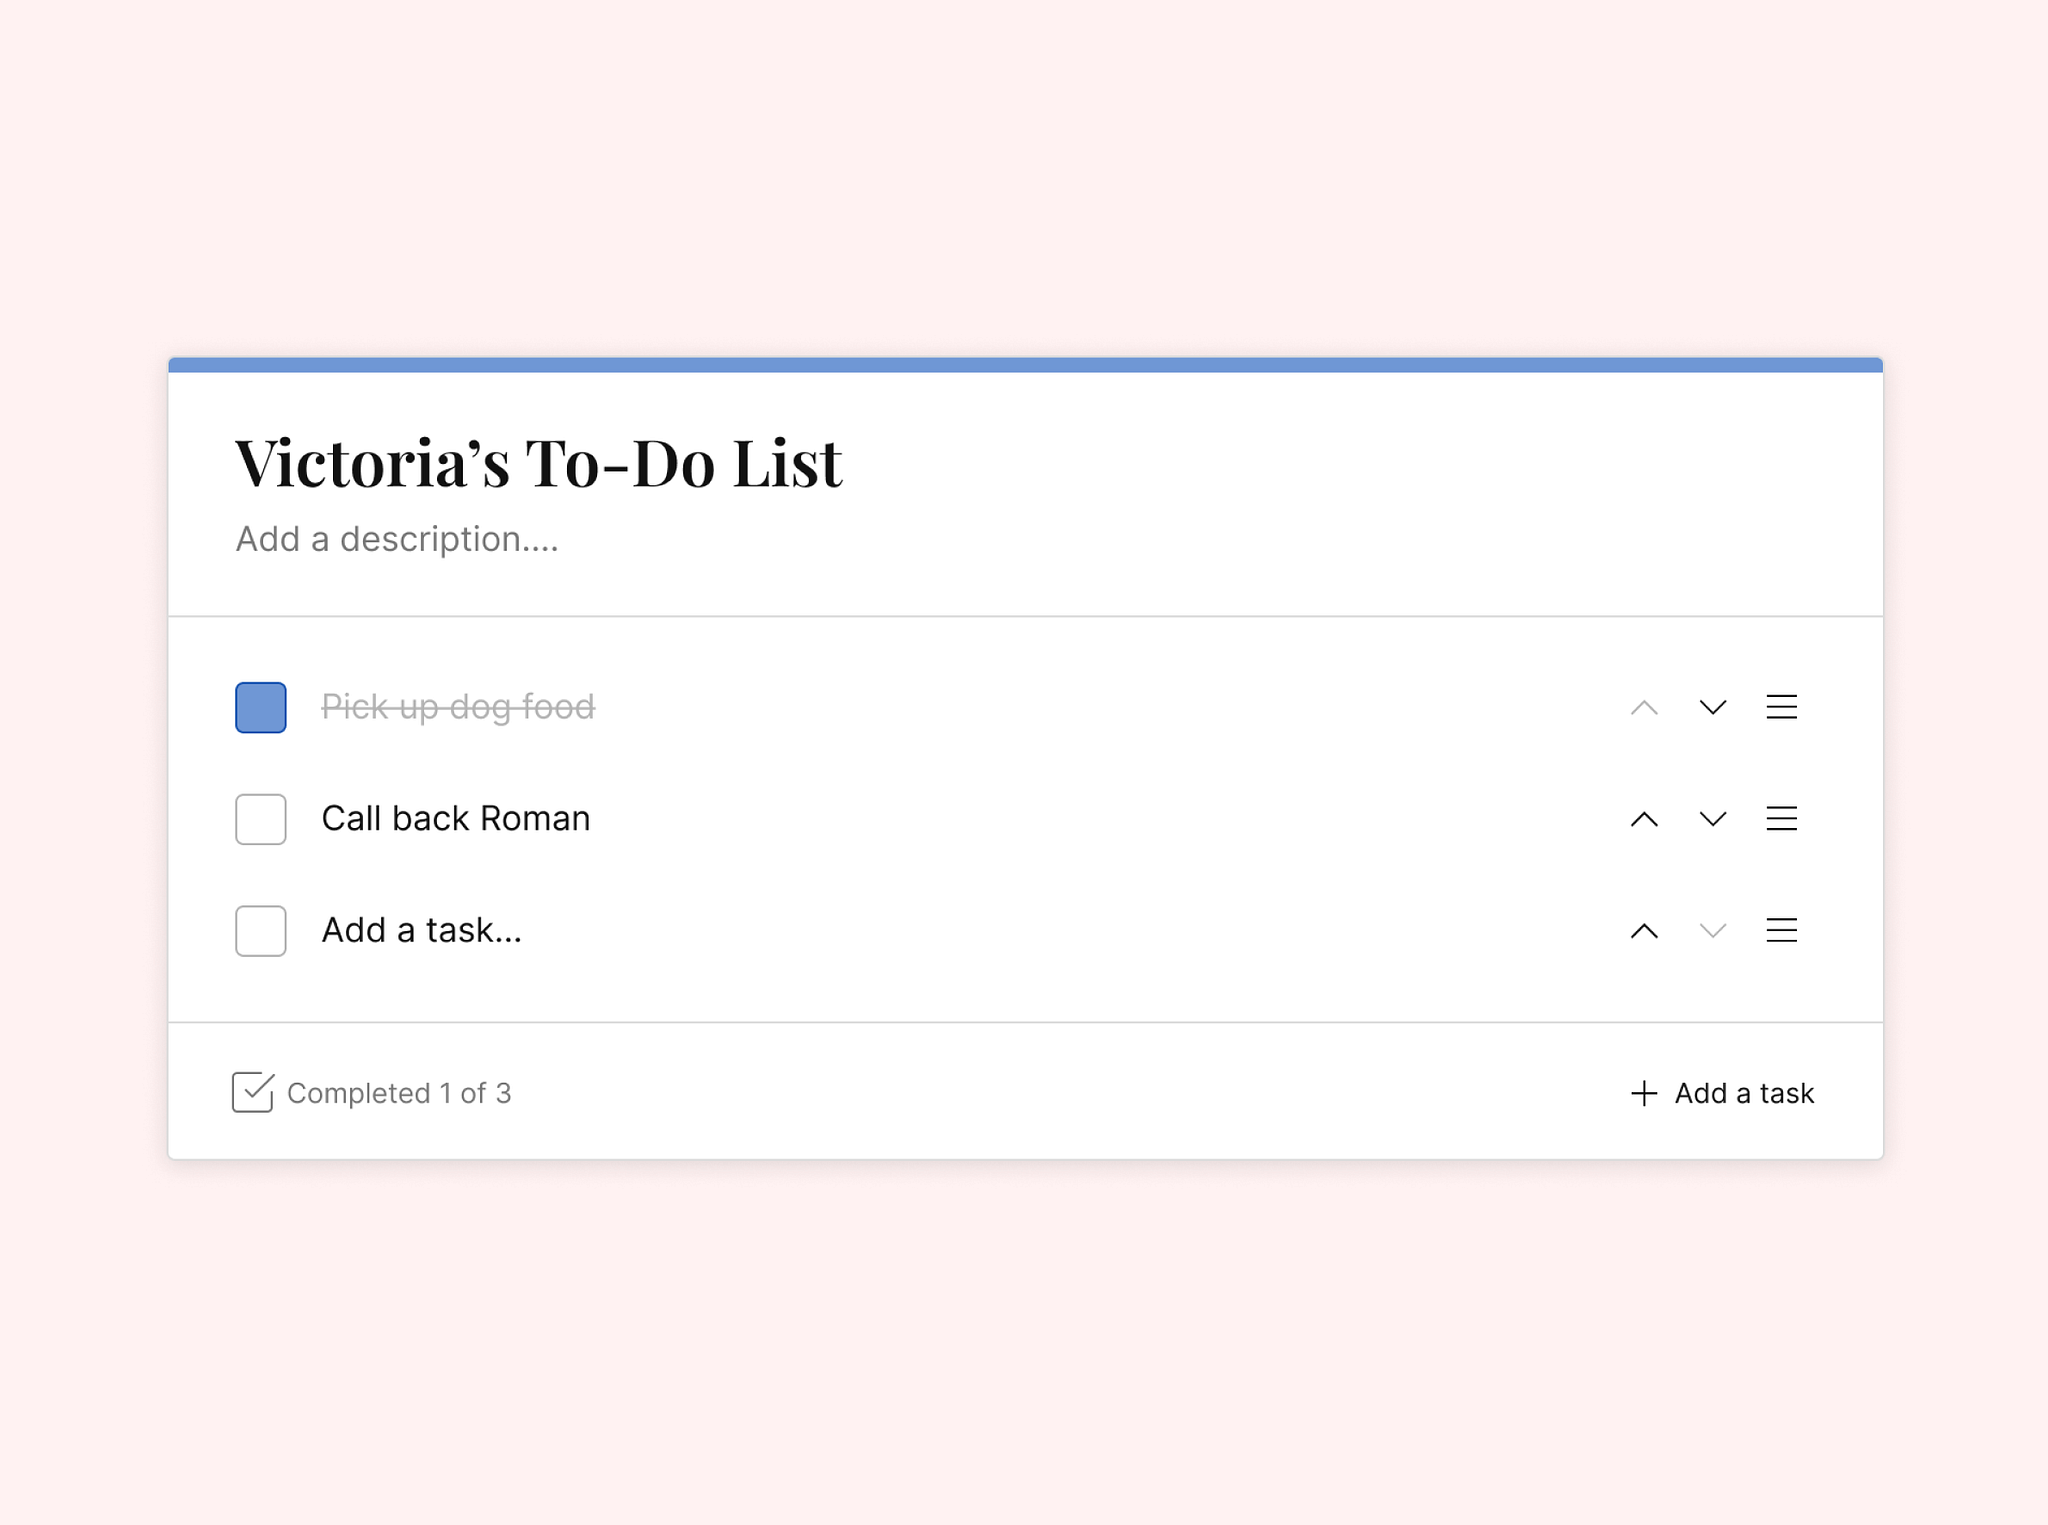 Victoria’s To-Do List
Add a description....
Pick up dog food
Call back Roman
Add a task...
Completed 1 of 3
Add a task